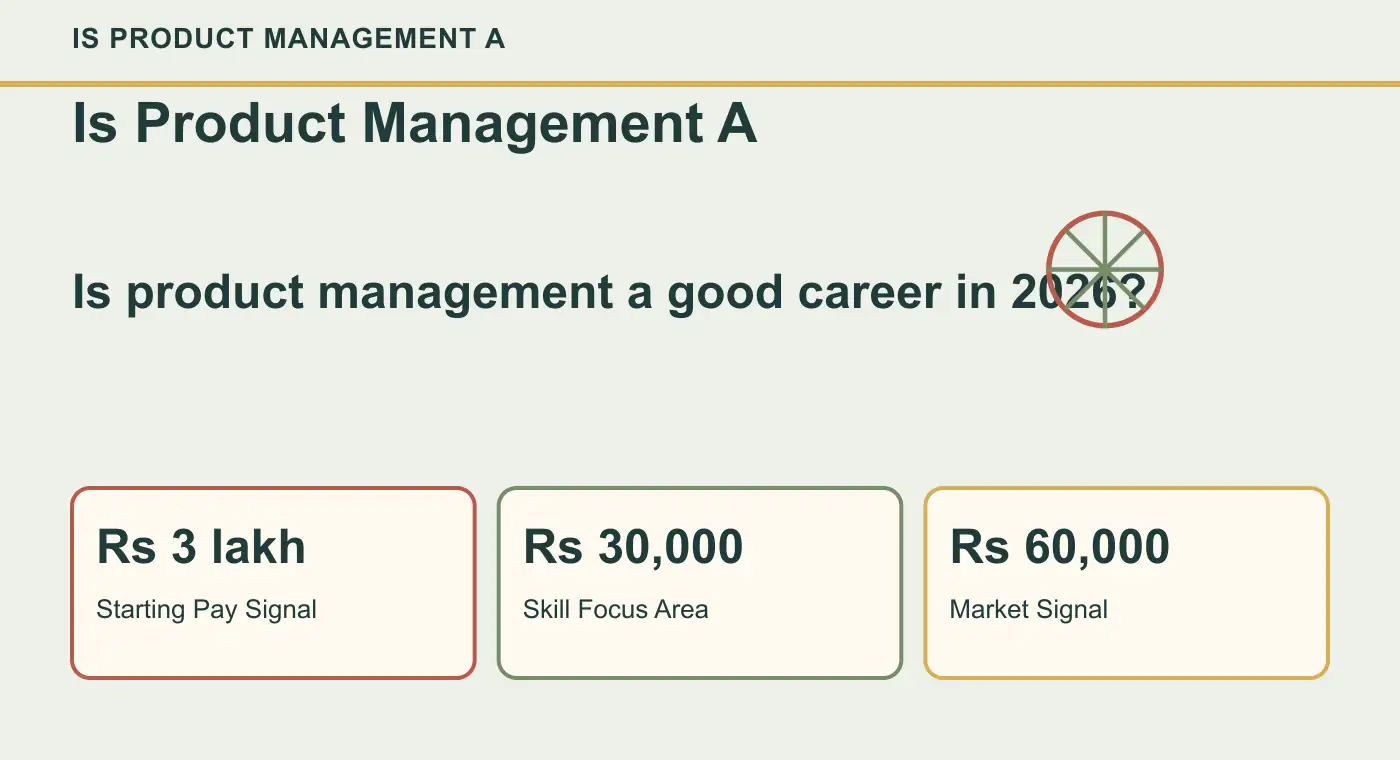 IS PRODUCT MANAGEMENT A
Is Product Management A
Is product management a good career in 2026?
Rs 3 lakh
Starting Pay Signal
Rs 30,000
Skill Focus Area
Rs 60,000
Market Signal